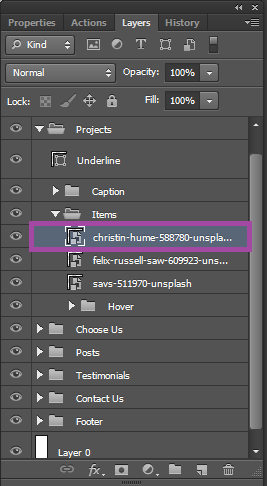 Properties Actions Layers History
Kind
Normal Opacity: 100%
Lock: Fill: 100%
Projects
Underline
Caption
Items
christin-hume-588780-unspla...
felix-russell-saw-609923-uns...
savs-511970-unsplash
Hover
Choose Us
Posts
Testimonials
Contact Us
Footer
Layer 0
fx